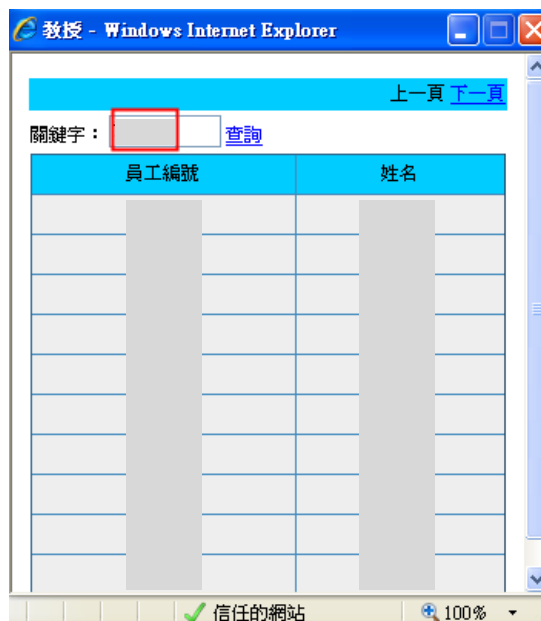 教授 - Windows Internet Explorer
上一頁 下一頁
關鍵字： 查詢
員工編號 姓名
信任的網站 100%